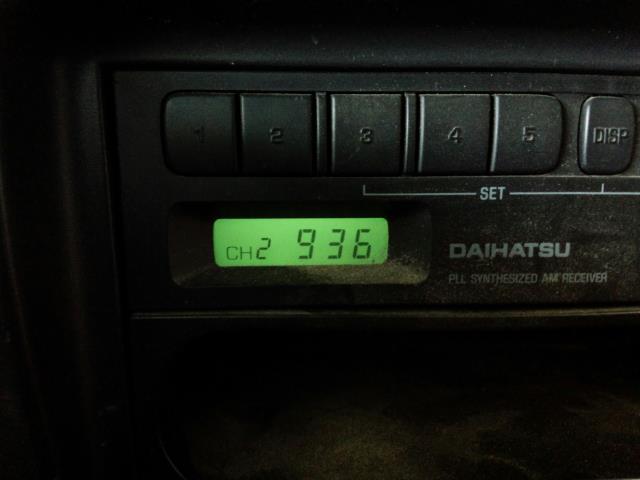 1 2 3 4 5 DISP
SET
CH2 936
DAIHATSU
PLL SYNTHESIZED AM RECEIVER